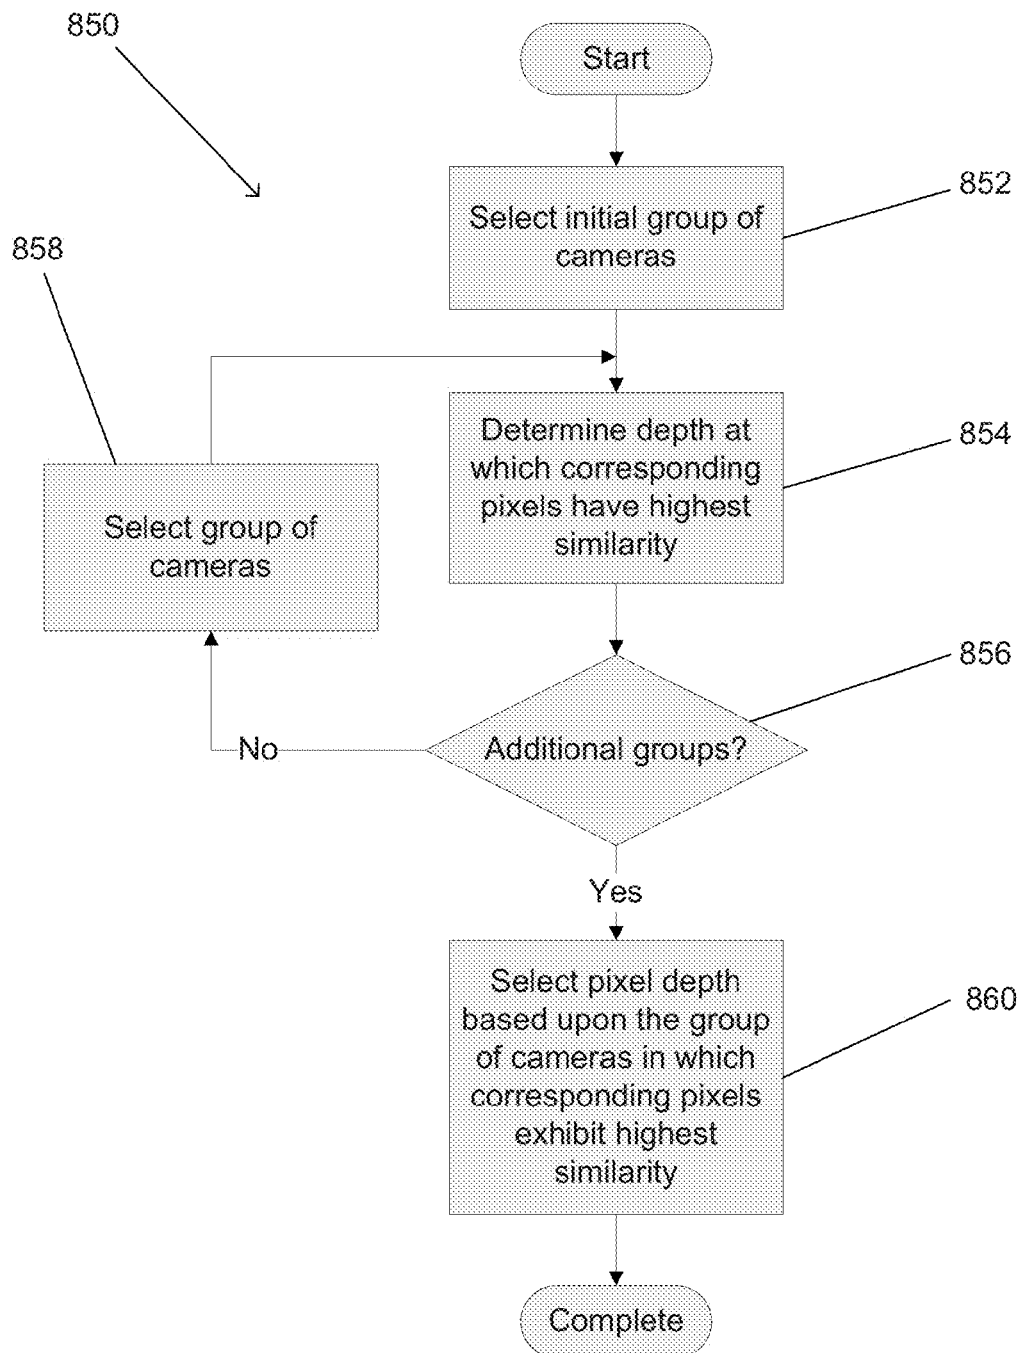 850
Start
852
Select initial group of
cameras
858
854
Determine depth at
which corresponding
pixels have highest
similarity
Select group of
cameras
856
Additional groups?
No
Yes
860
Select pixel depth
based upon the group
of cameras in which
corresponding pixels
exhibit highest
similarity
Complete